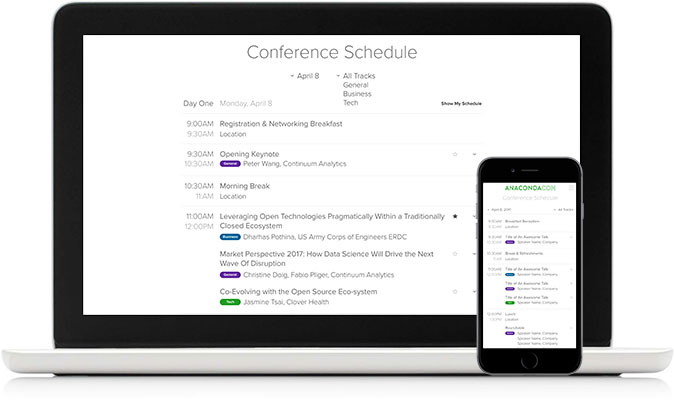 Conference Schedule
April 8
All Tracks
General
Business
Tech
Day One Monday, April 8 Show My Schedule
9:00AM Registration & Networking Breakfast
9:30AM Location
9:30AM Opening Keynote
10:30AM General Peter Wang, Continuum Analytics
10:30AM Morning Break
11:AM Location
11:00AM Leveraging Open Technologies Pragmatically Within a Traditionally
12:00PM Closed Ecosystem
Business Dharhas Pothina, US Army Corps of Engineers ERDC
Market Perspective 2017: How Data Science Will Drive the Next
Wave Of Disruption
General Christine Doig, Fabio Pliger, Continuum Analytics
Co-Evolving with the Open Source Eco-system
Tech Jasmine Tsai, Clover Health
ANACONDACON
Conference Schedule
All Tracks
Breakfast Reception
Location
Title of An Awesome Talk
Speaker Name, Company
Break & Refreshments
Location
Title of An Awesome Talk
Speaker Name, Company
Title of An Awesome Talk
Speaker Name, Company
Title of An Awesome Talk
Speaker Name, Company
Lunch
Location
Roundtable
Speaker Name, Company
Speaker Name, Company
Speaker Name, Company